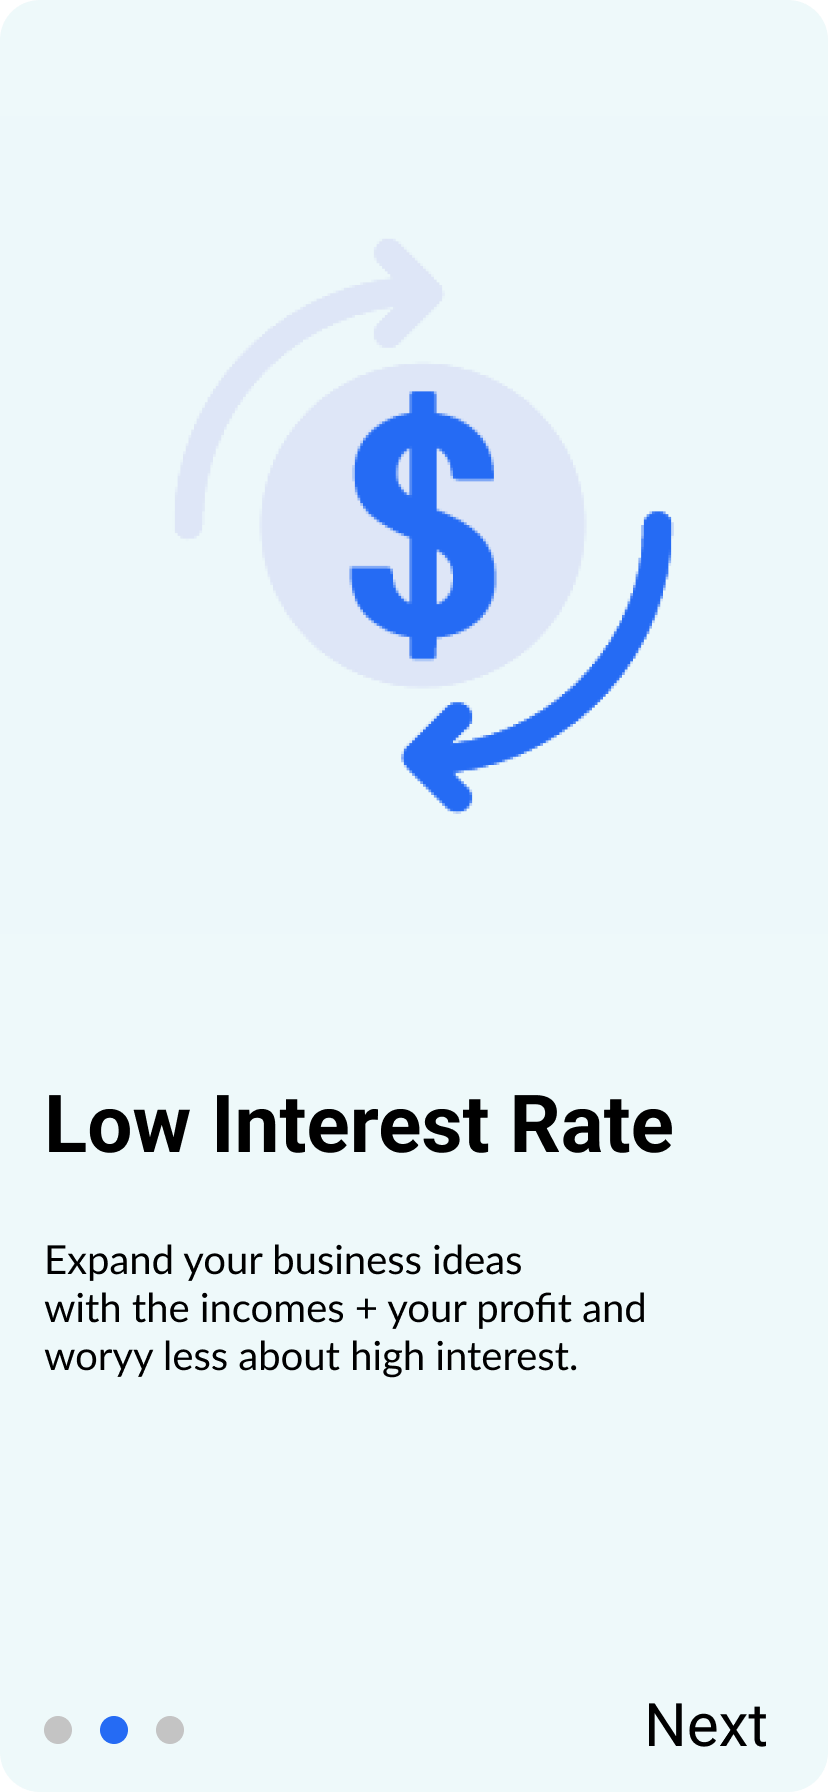 $
Low Interest Rate
Expand your business ideas
with the incomes + your profit and
woryy less about high interest.
Next